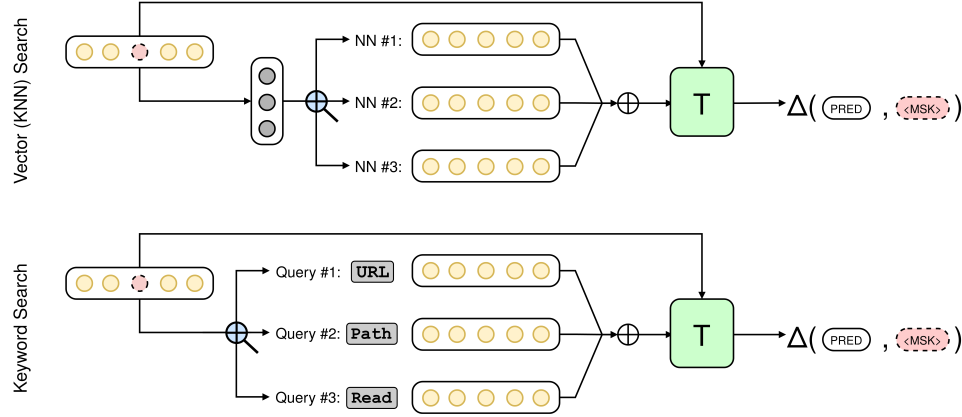 Vector (KNN) Search
NN #1:
NN #2:
NN #3:
T
Δ( PRED , <MSK> )
Keyword Search
Query #1: URL
Query #2: Path
Query #3: Read
T
Δ( PRED , <MSK> )